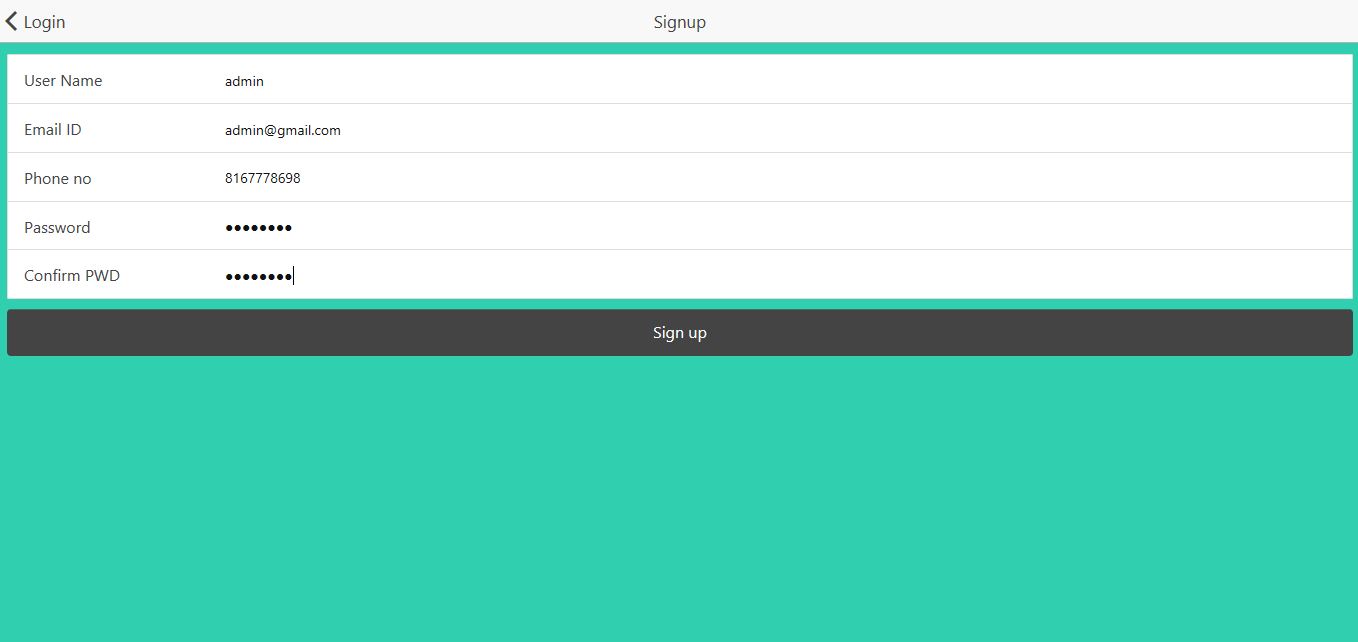 Login Signup
User Name admin
Email ID admin@gmail.com
Phone no 8167778698
Password ••••••••
Confirm PWD ••••••••
Sign up